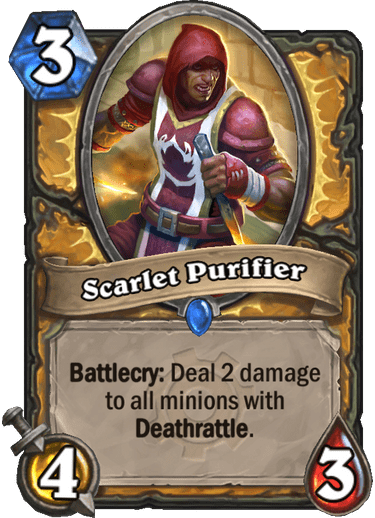 3
Scarlet Purifier
Battlecry: Deal 2 damage
to all minions with
Deathrattle.
4
3